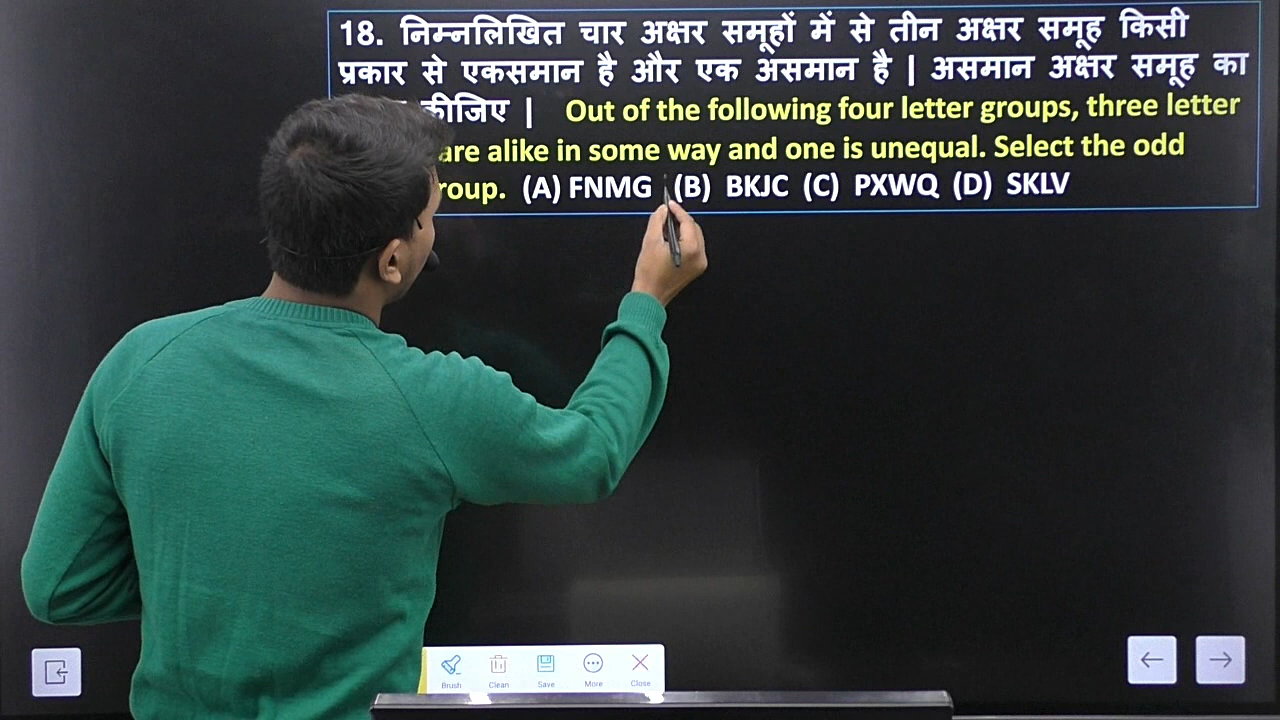 18. निम्नलिखित चार अक्षर समूहों में से तीन अक्षर समूह किसी
प्रकार से एकसमान है और एक असमान है | असमान अक्षर समूह का
कीजिए | Out of the following four letter groups, three letter
are alike in some way and one is unequal. Select the odd
(A) FNMG (B) BKJC (C) PXWQ (D) SKLV
Brush Clean Save More Close